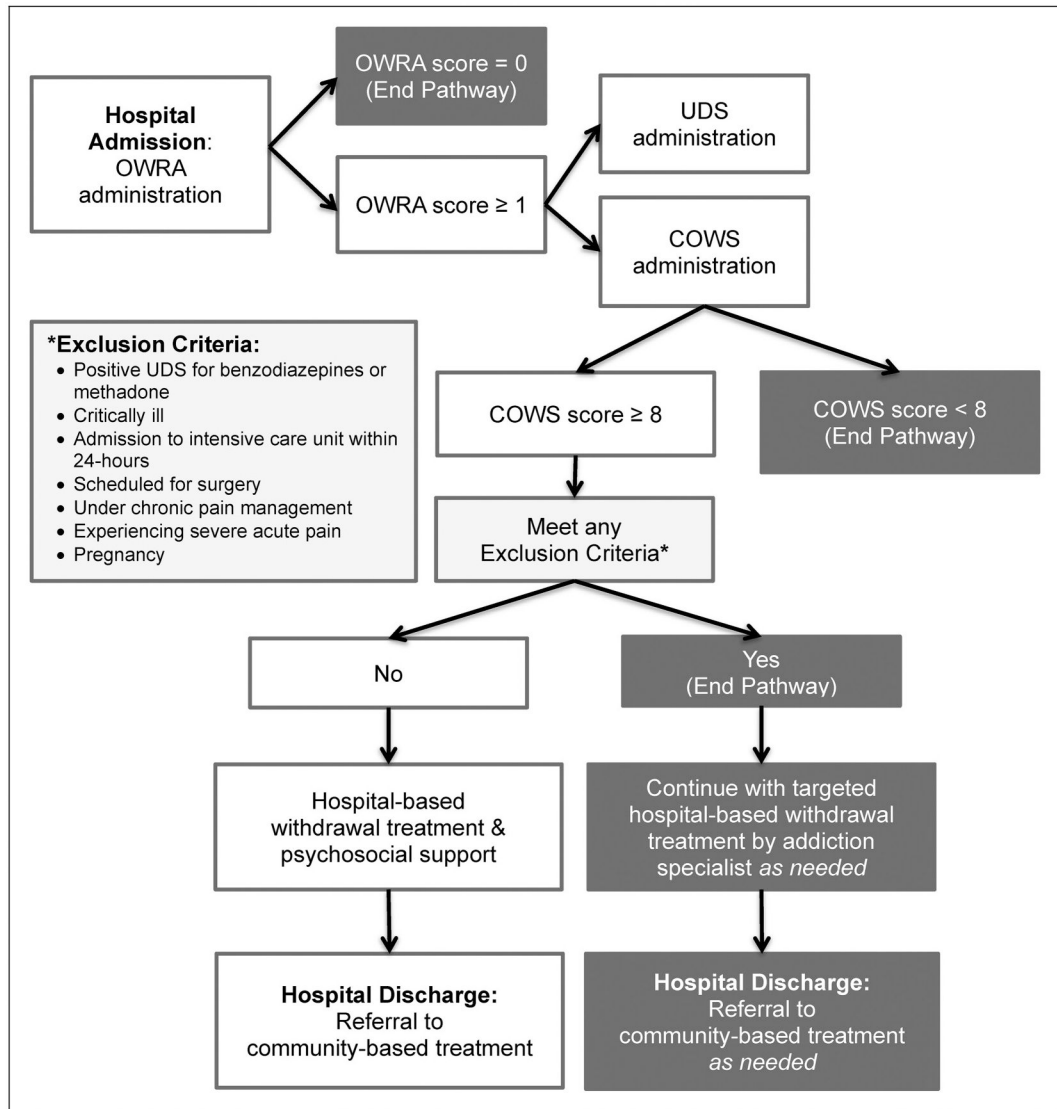 Hospital
Admission:
OWRA
administration
OWRA score = 0
(End Pathway)
OWRA score ≥ 1
UDS
administration
COWS
administration
*Exclusion Criteria:
• Positive UDS for benzodiazepines or
methadone
• Critically ill
• Admission to intensive care unit within
24-hours
• Scheduled for surgery
• Under chronic pain management
• Experiencing severe acute pain
• Pregnancy
COWS score ≥ 8
COWS score < 8
(End Pathway)
Meet any
Exclusion Criteria*
No
Yes
(End Pathway)
Hospital-based
withdrawal treatment &
psychosocial support
Continue with targeted
hospital-based withdrawal
treatment by addiction
specialist as needed
Hospital Discharge:
Referral to
community-based treatment
Hospital Discharge:
Referral to
community-based treatment
as needed